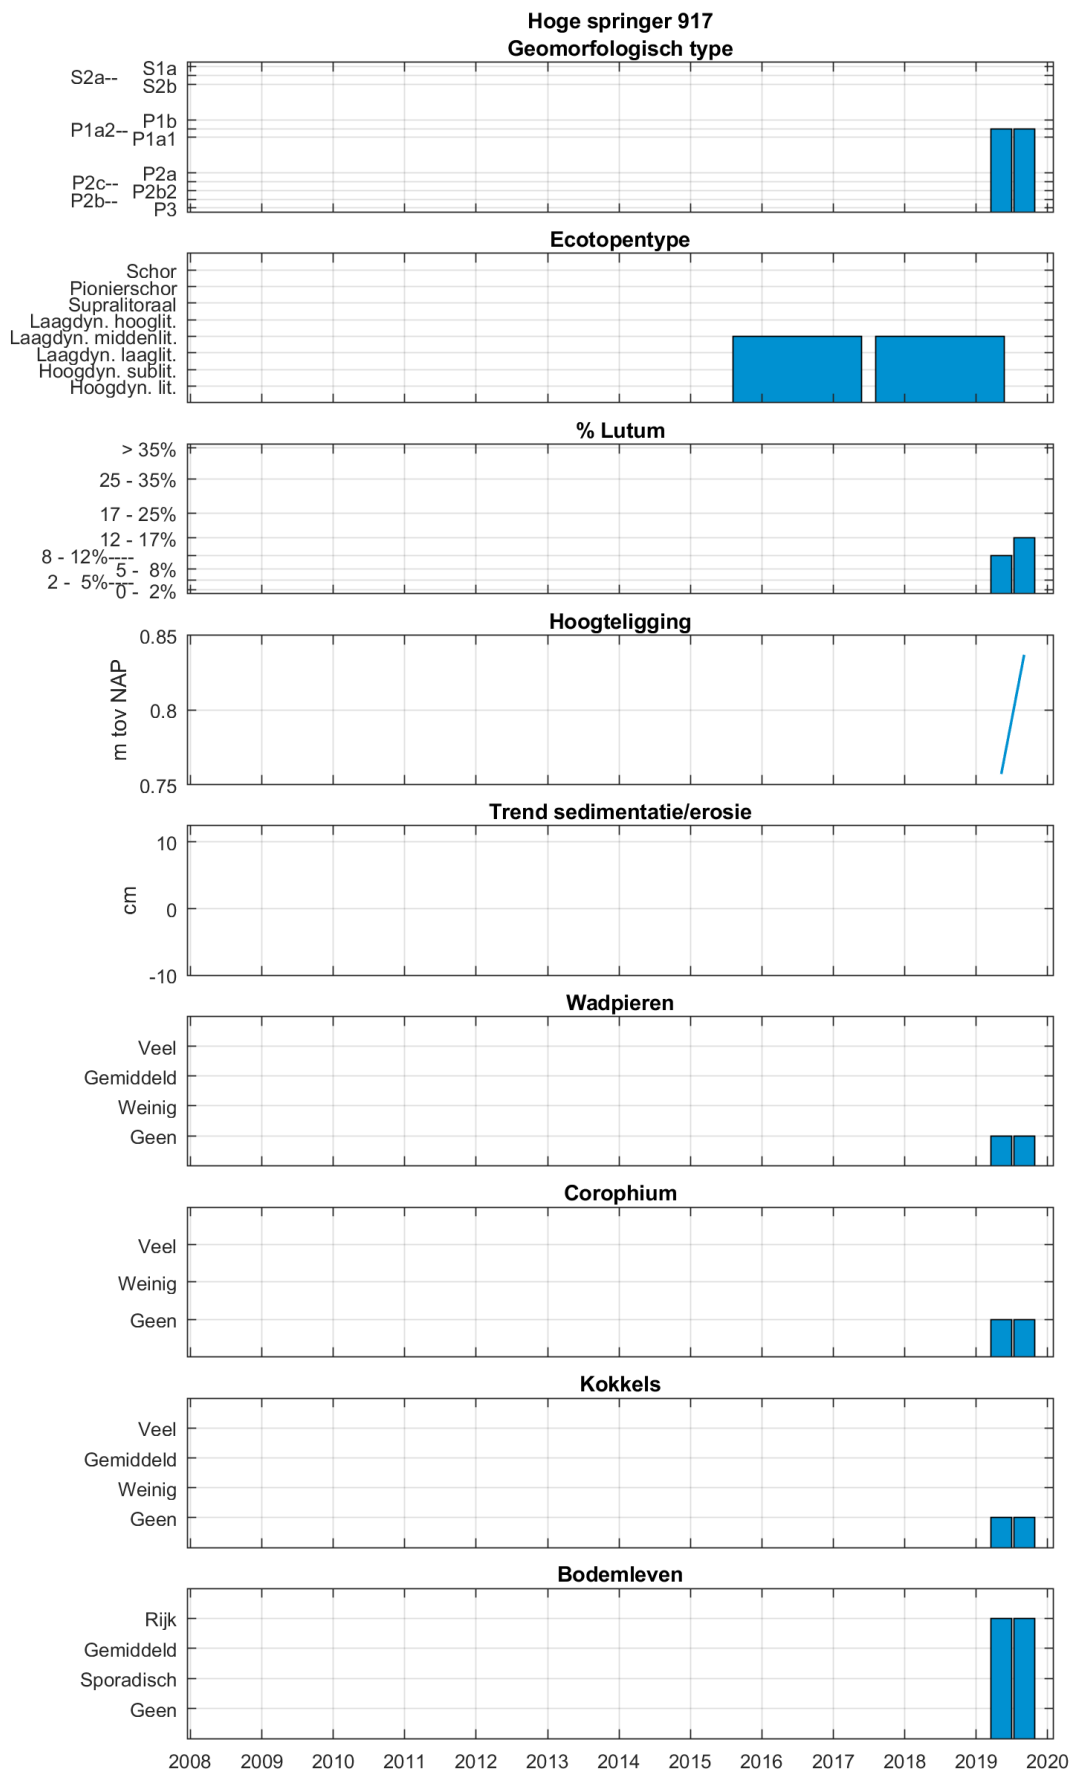 Hoge springer 917
Geomorfologisch type
S1a
S2a--
S2b
P1b
P1a2--
P1a1
P2a
P2c--
P2b2
P2b--
P3
Ecotopentype
Schor
Pionierschor
Supralitoraal
Laagdyn. hooglit.
Laagdyn. middenlit.
Laagdyn. laaglit.
Hoogdyn. sublit.
Hoogdyn. lit.
% Lutum
> 35%
25 - 35%
17 - 25%
12 - 17%
8 - 12%----
5 - 8%
2 - 5%----
0 - 2%
Hoogteligging
0.85
0.8
0.75
m tov NAP
Trend sedimentatie/erosie
10
0
-10
cm
Wadpieren
Veel
Gemiddeld
Weinig
Geen
Corophium
Veel
Weinig
Geen
Kokkels
Veel
Gemiddeld
Weinig
Geen
Bodemleven
Rijk
Gemiddeld
Sporadisch
Geen
2008 2009 2010 2011 2012 2013 2014 2015 2016 2017 2018 2019 2020